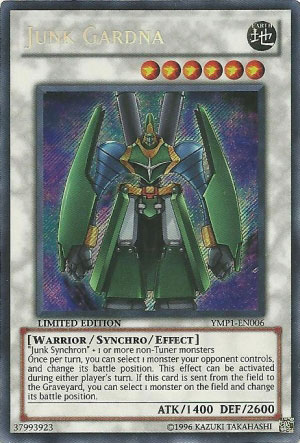 Junk Gardna
EARTH
地
LIMITED EDITION
YMP1-EN006
[Warrior / Synchro / Effect]
"Junk Synchron" + 1 or more non-Tuner monsters
Once per turn, you can select 1 monster your opponent controls,
and change its battle position. This effect can be activated
during either player's turn. If this card is sent from the field to
the Graveyard, you can select 1 monster on the field and change
its battle position.
ATK/1400 DEF/2600
37993923
©1996 KAZUKI TAKAHASHI